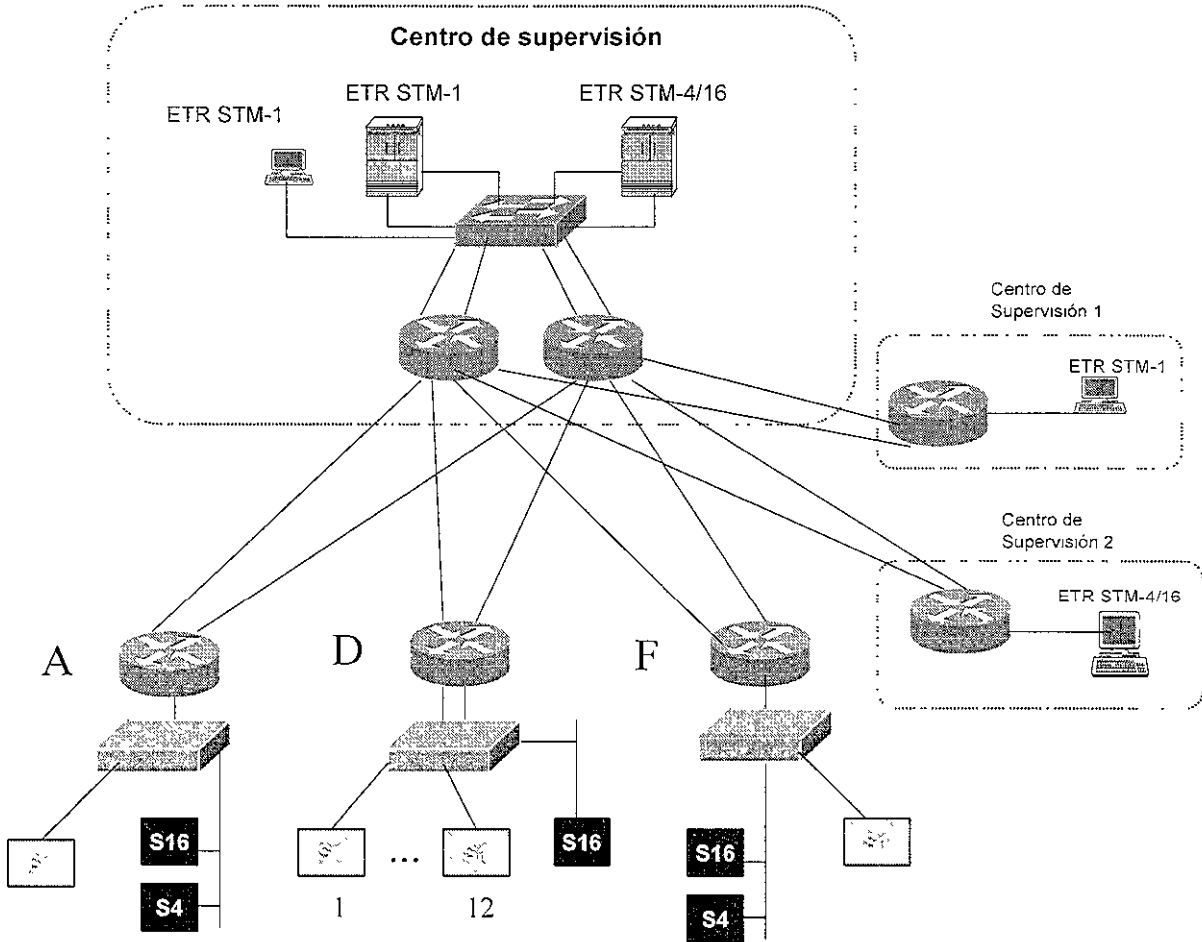 Centro de supervisión
ETR STM-1
ETR STM-4/16
ETR STM-1
Centro de
Supervisión 1
ETR STM-1
Centro de
Supervisión 2
ETR STM-4/16
A
D
F
S16
S4
...
1
12
S16
S16
S4